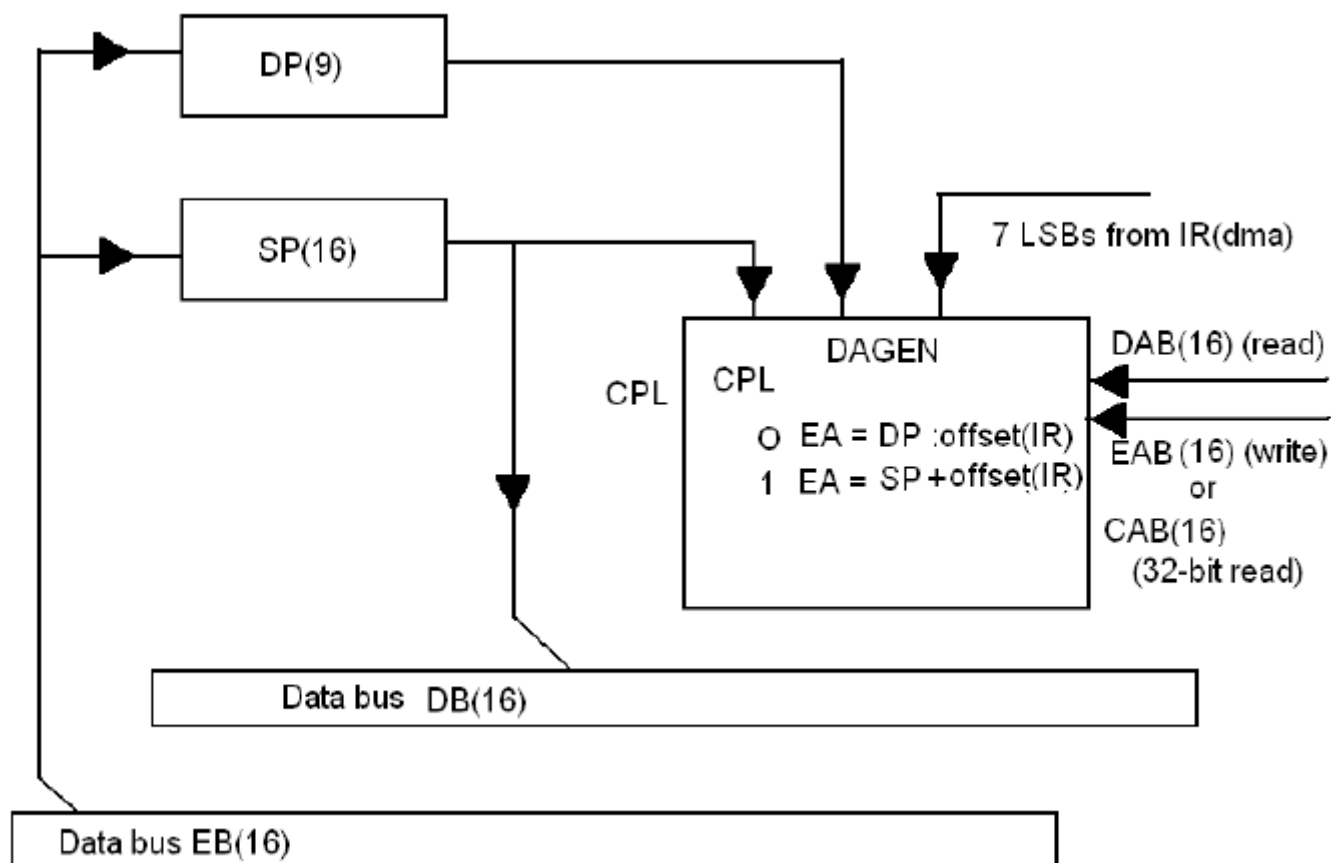 DP(9)
SP(16)
7 LSBs from IR(dma)
DAGEN
CPL
CPL
0 EA = DP :offset(IR)
1 EA = SP +offset(IR)
DAB(16) (read)
EAB (16) (write)
or
CAB(16)
(32-bit read)
Data bus DB(16)
Data bus EB(16)